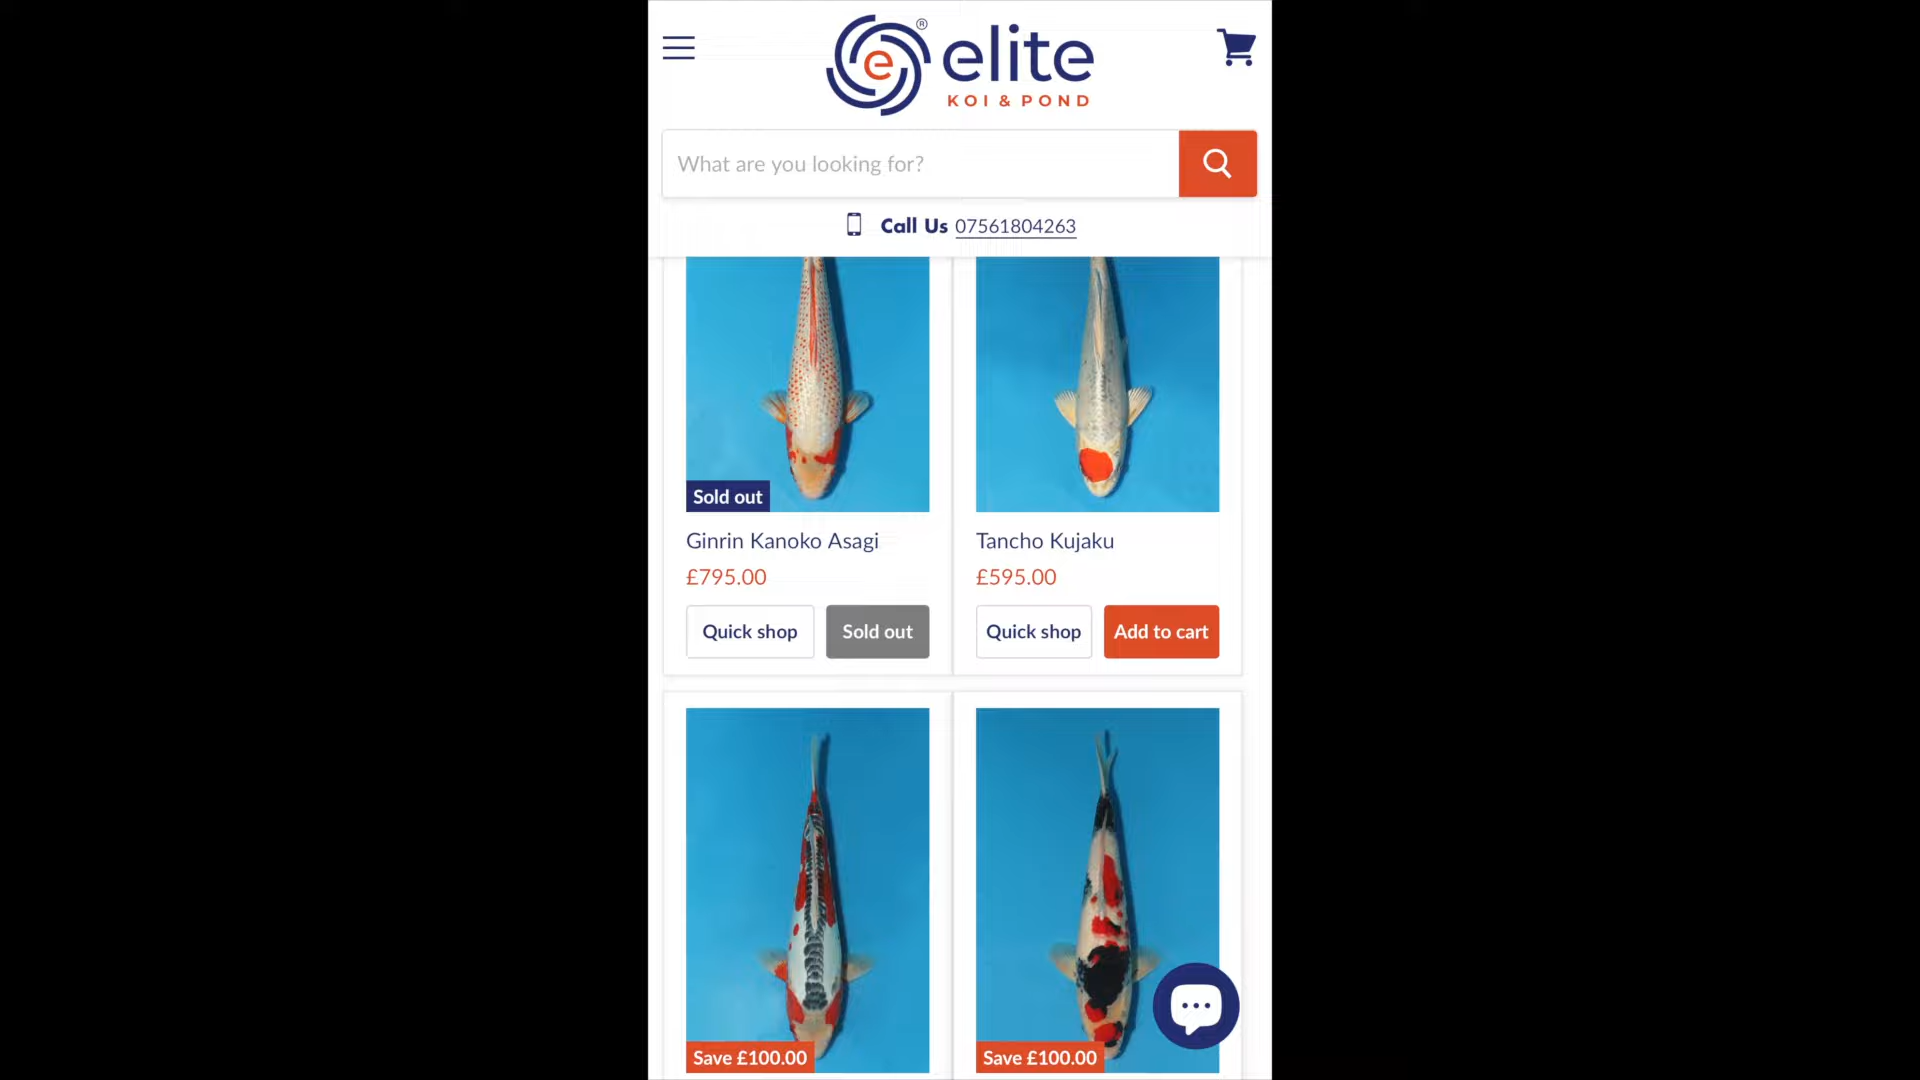 e
®
elite
KOI & POND
What are you looking for?
Call Us 07561804263
Sold out
Ginrin Kanoko Asagi
£795.00
Quick shop
Sold out
Tancho Kujaku
£595.00
Quick shop
Add to cart
Save £100.00
Save £100.00